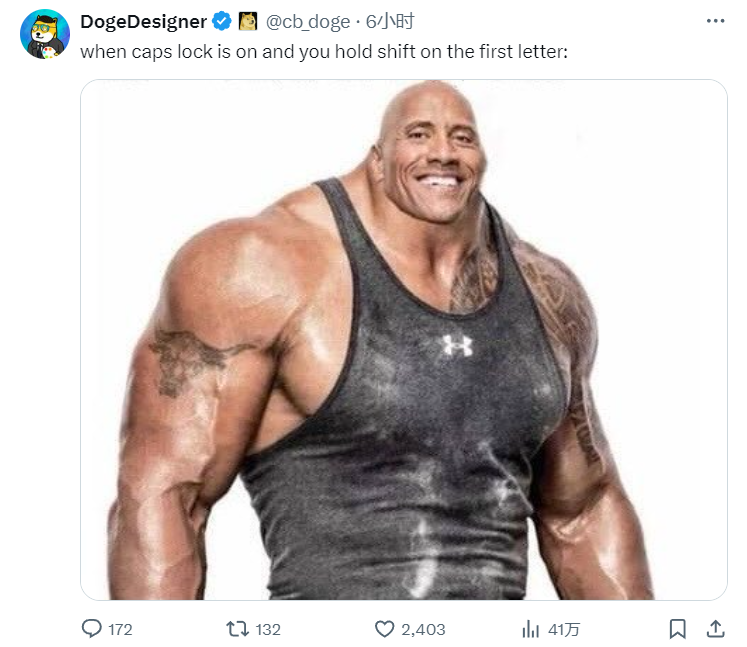 DogeDesigner @cb_doge · 6小时
when caps lock is on and you hold shift on the first letter:
172 132 2,403 41万